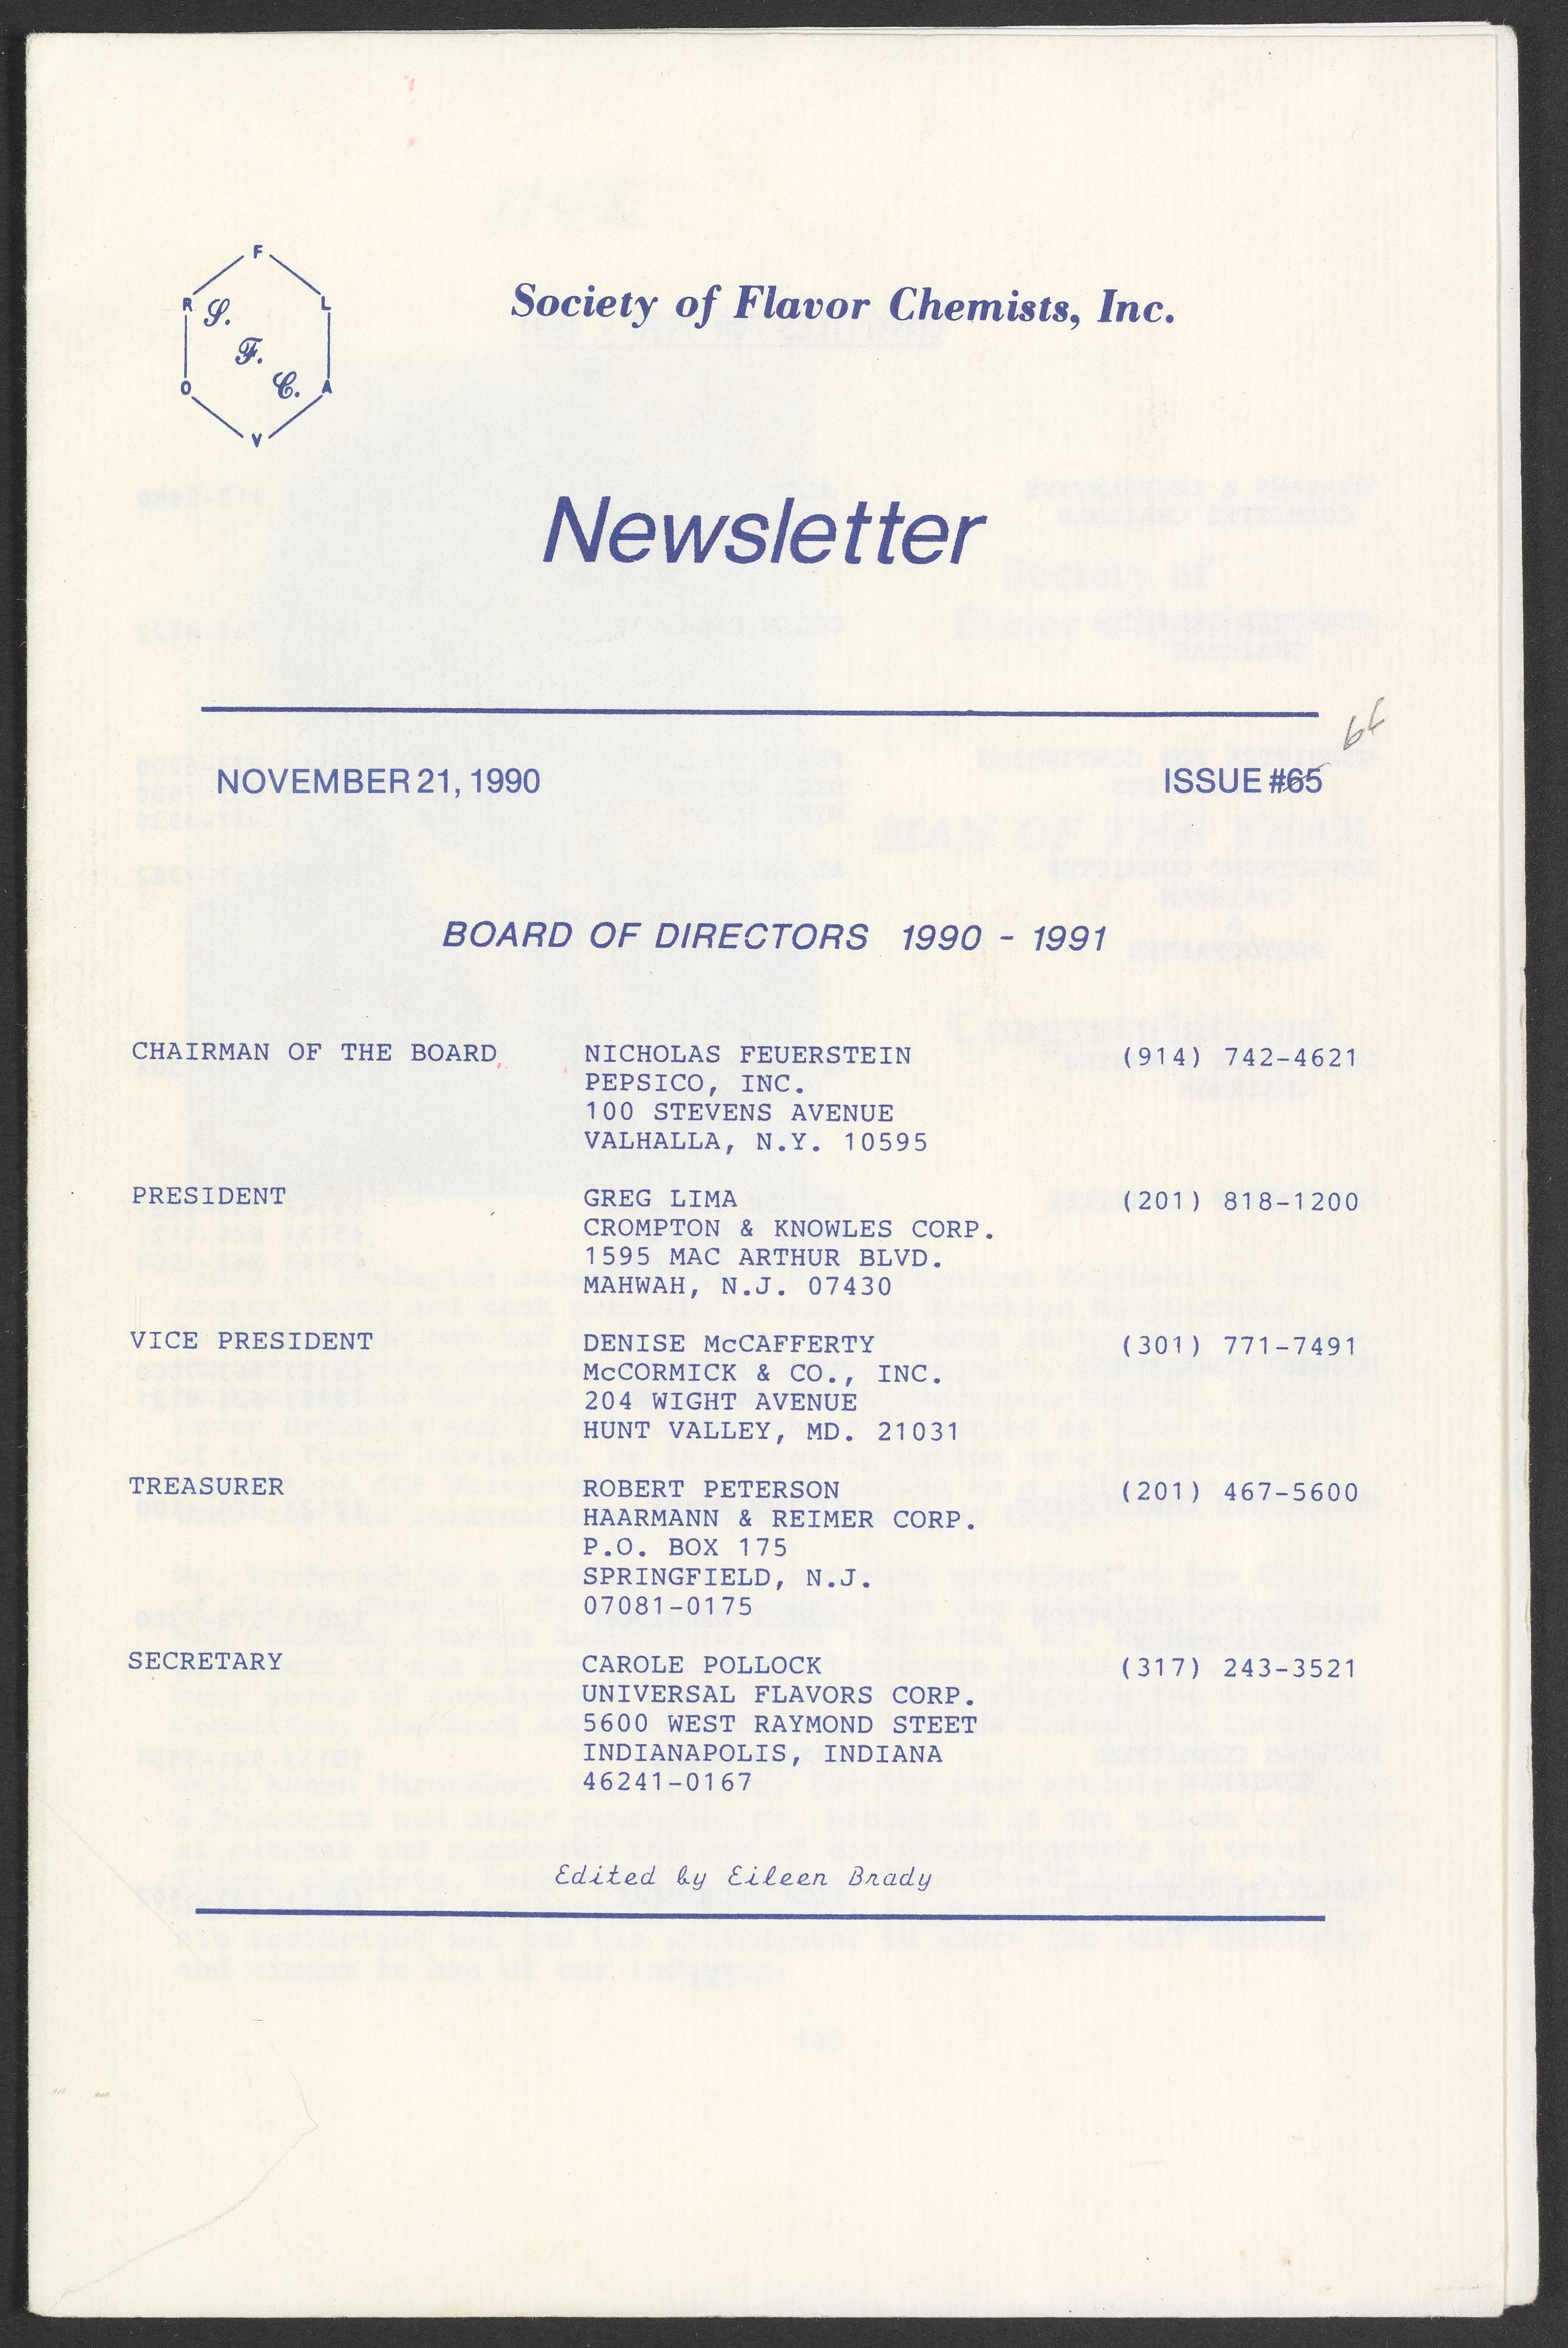 F
R L
S.
F.
C.
O A
V
Society of Flavor Chemists, Inc.
Newsletter
NOVEMBER 21, 1990
ISSUE #65
BOARD OF DIRECTORS 1990 - 1991
CHAIRMAN OF THE BOARD NICHOLAS FEUERSTEIN (914) 742-4621
PEPSICO, INC.
100 STEVENS AVENUE
VALHALLA, N.Y. 10595
PRESIDENT GREG LIMA (201) 818-1200
CROMPTON & KNOWLES CORP.
1595 MAC ARTHUR BLVD.
MAHWAH, N.J. 07430
VICE PRESIDENT DENISE McCAFFERTY (301) 771-7491
McCORMICK & CO., INC.
204 WIGHT AVENUE
HUNT VALLEY, MD. 21031
TREASURER ROBERT PETERSON (201) 467-5600
HAARMANN & REIMER CORP.
P.O. BOX 175
SPRINGFIELD, N.J.
07081-0175
SECRETARY CAROLE POLLOCK (317) 243-3521
UNIVERSAL FLAVORS CORP.
5600 WEST RAYMOND STEET
INDIANAPOLIS, INDIANA
46241-0167
Edited by Eileen Brady